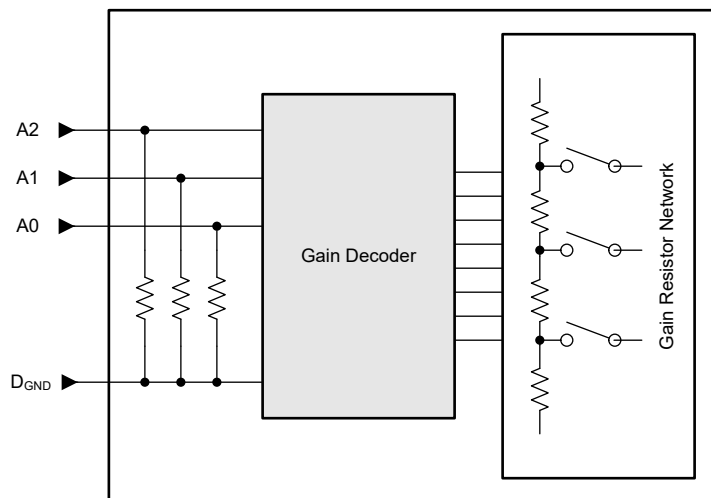 A2
A1
A0
DGND
Gain Decoder
Gain Resistor Network